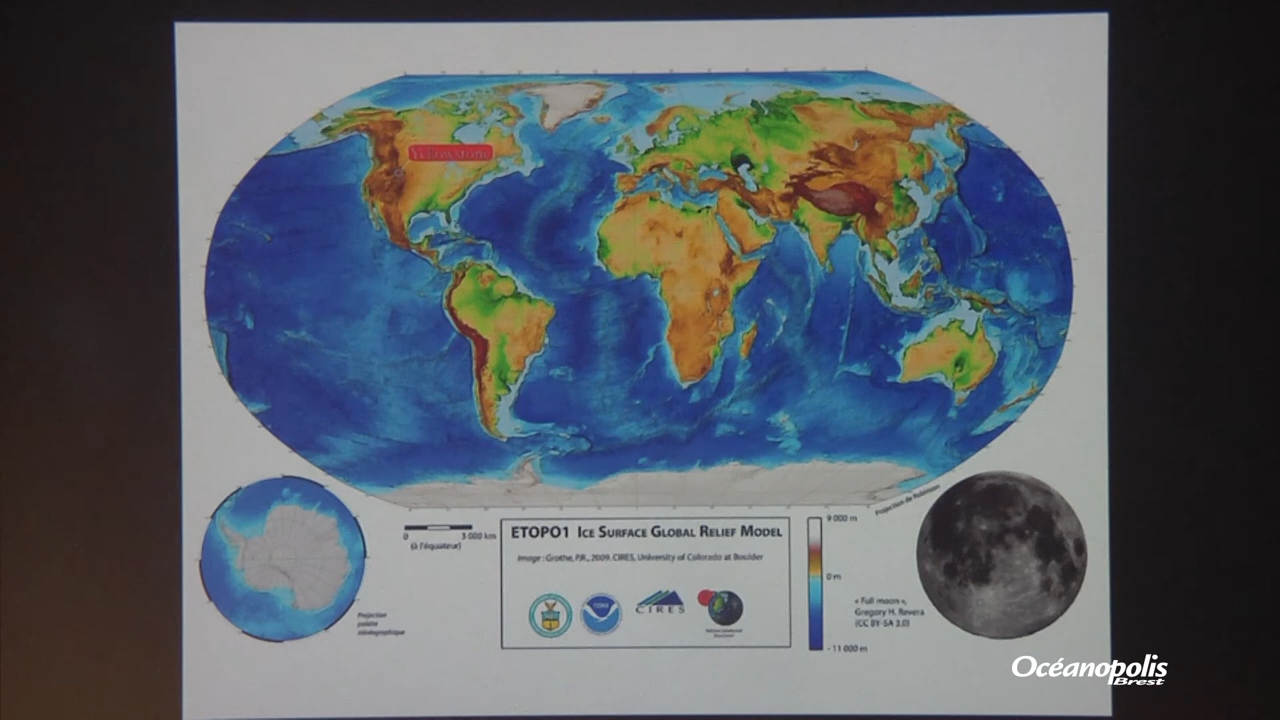 Yellowstone
Projection de Robinson
0 3 000 km
(à l'équateur)
ETOPO1 Ice Surface Global Relief Model
Image : Grothe, P.R., 2009. CIRES, University of Colorado at Boulder
NOAA
CIRES
9 000 m
0 m
- 11 000 m
« Full moon »,
Gregory H. Revera
(CC BY-SA 3.0)
Projection
polaire
stéréographique
Océanopolis
Brest